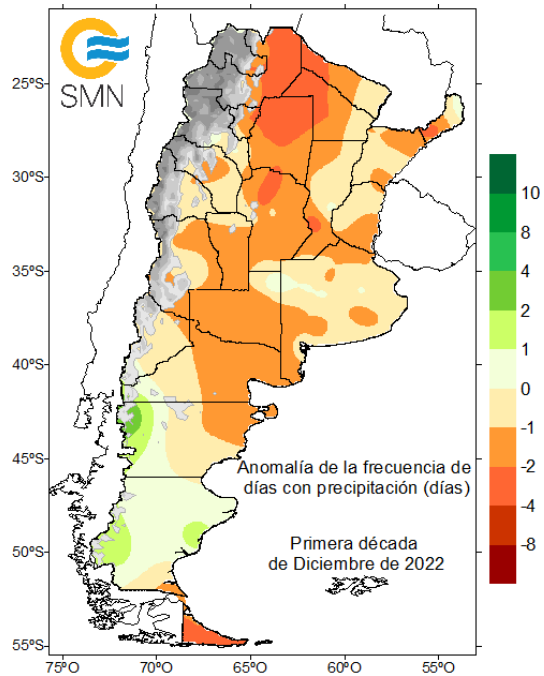 SMN
25ºS
30ºS
35ºS
40ºS
45ºS
50ºS
55ºS
75ºO
70ºO
65ºO
60ºO
55ºO
10
8
4
2
1
0
-1
-2
-4
-8
Anomalía de la frecuencia de
días con precipitación (días)
Primera década
de Diciembre de 2022